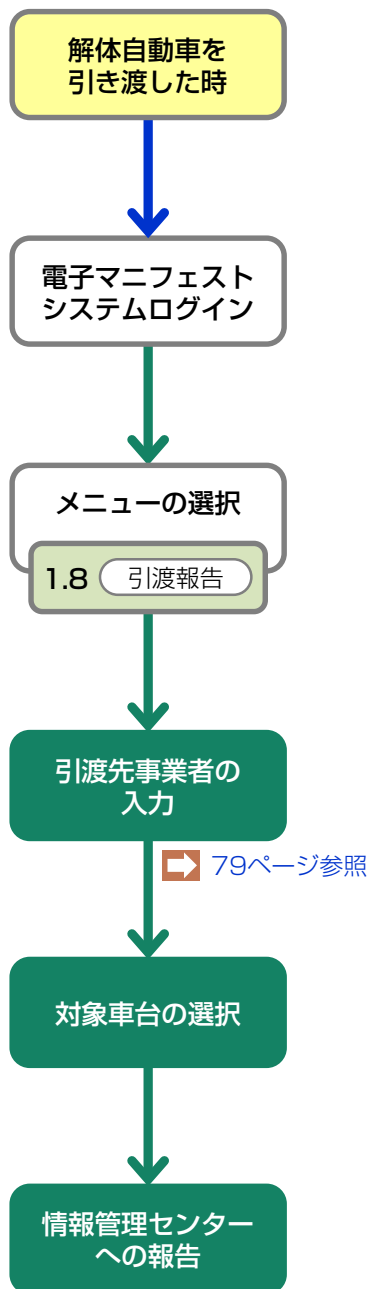 解体自動車を
引き渡した時
電子マニフェスト
システムログイン
メニューの選択
1.8 引渡報告
引渡先事業者の
入力
79ページ参照
対象車台の選択
情報管理センター
への報告